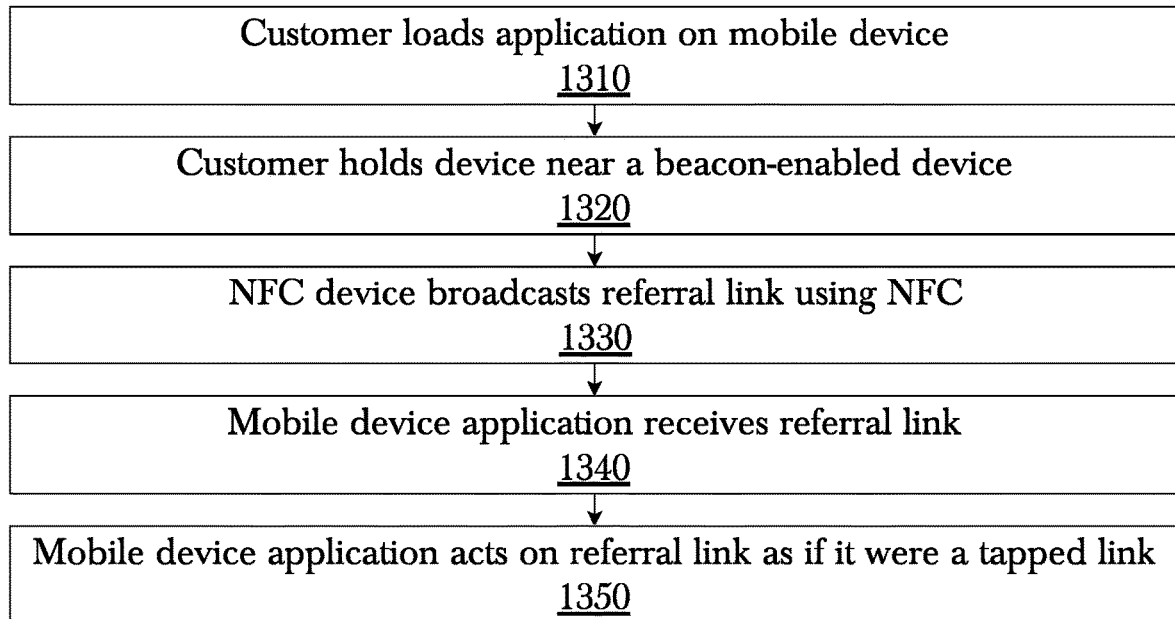 Customer loads application on mobile device
1310
Customer holds device near a beacon-enabled device
1320
NFC device broadcasts referral link using NFC
1330
Mobile device application receives referral link
1340
Mobile device application acts on referral link as if it were a tapped link
1350